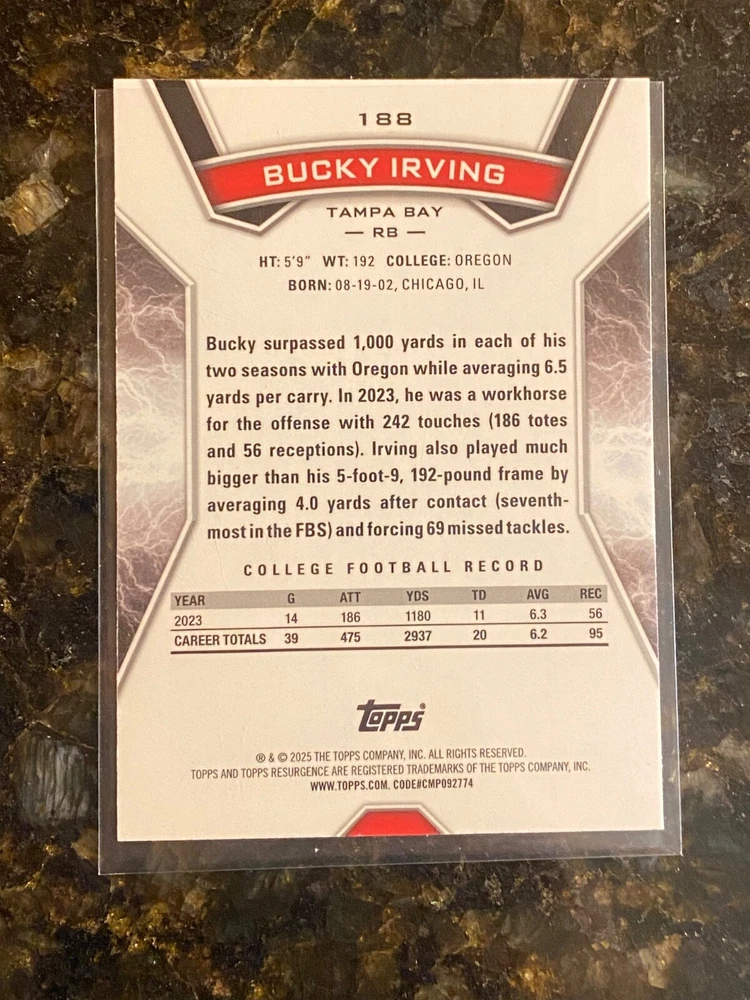 188
BUCKY IRVING
TAMPA BAY
— RB —
HT: 5'9" WT: 192 COLLEGE: OREGON
BORN: 08-19-02, CHICAGO, IL
Bucky surpassed 1,000 yards in each of his
two seasons with Oregon while averaging 6.5
yards per carry. In 2023, he was a workhorse
for the offense with 242 touches (186 totes
and 56 receptions). Irving also played much
bigger than his 5-foot-9, 192-pound frame by
averaging 4.0 yards after contact (seventh-
most in the FBS) and forcing 69 missed tackles.
COLLEGE FOOTBALL RECORD
YEAR G ATT YDS TD AVG REC
2023 14 186 1180 11 6.3 56
CAREER TOTALS 39 475 2937 20 6.2 95
Topps®
® & © 2025 THE TOPPS COMPANY, INC. ALL RIGHTS RESERVED.
TOPPS AND TOPPS RESURGENCE ARE REGISTERED TRADEMARKS OF THE TOPPS COMPANY, INC.
WWW.TOPPS.COM. CODE#CMP092774